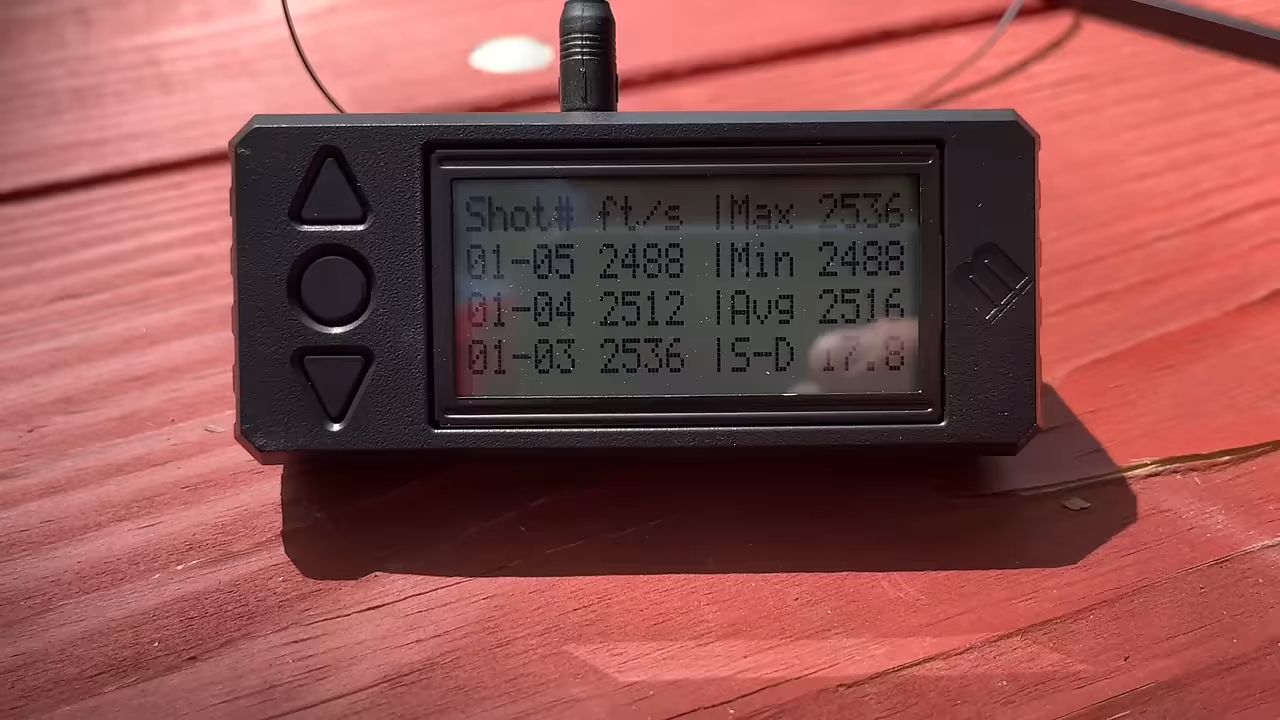 Shot# ft/s |Max 2536
01-05 2488 |Min 2488
01-04 2512 |Avg 2516
01-03 2536 |S-D 17.8